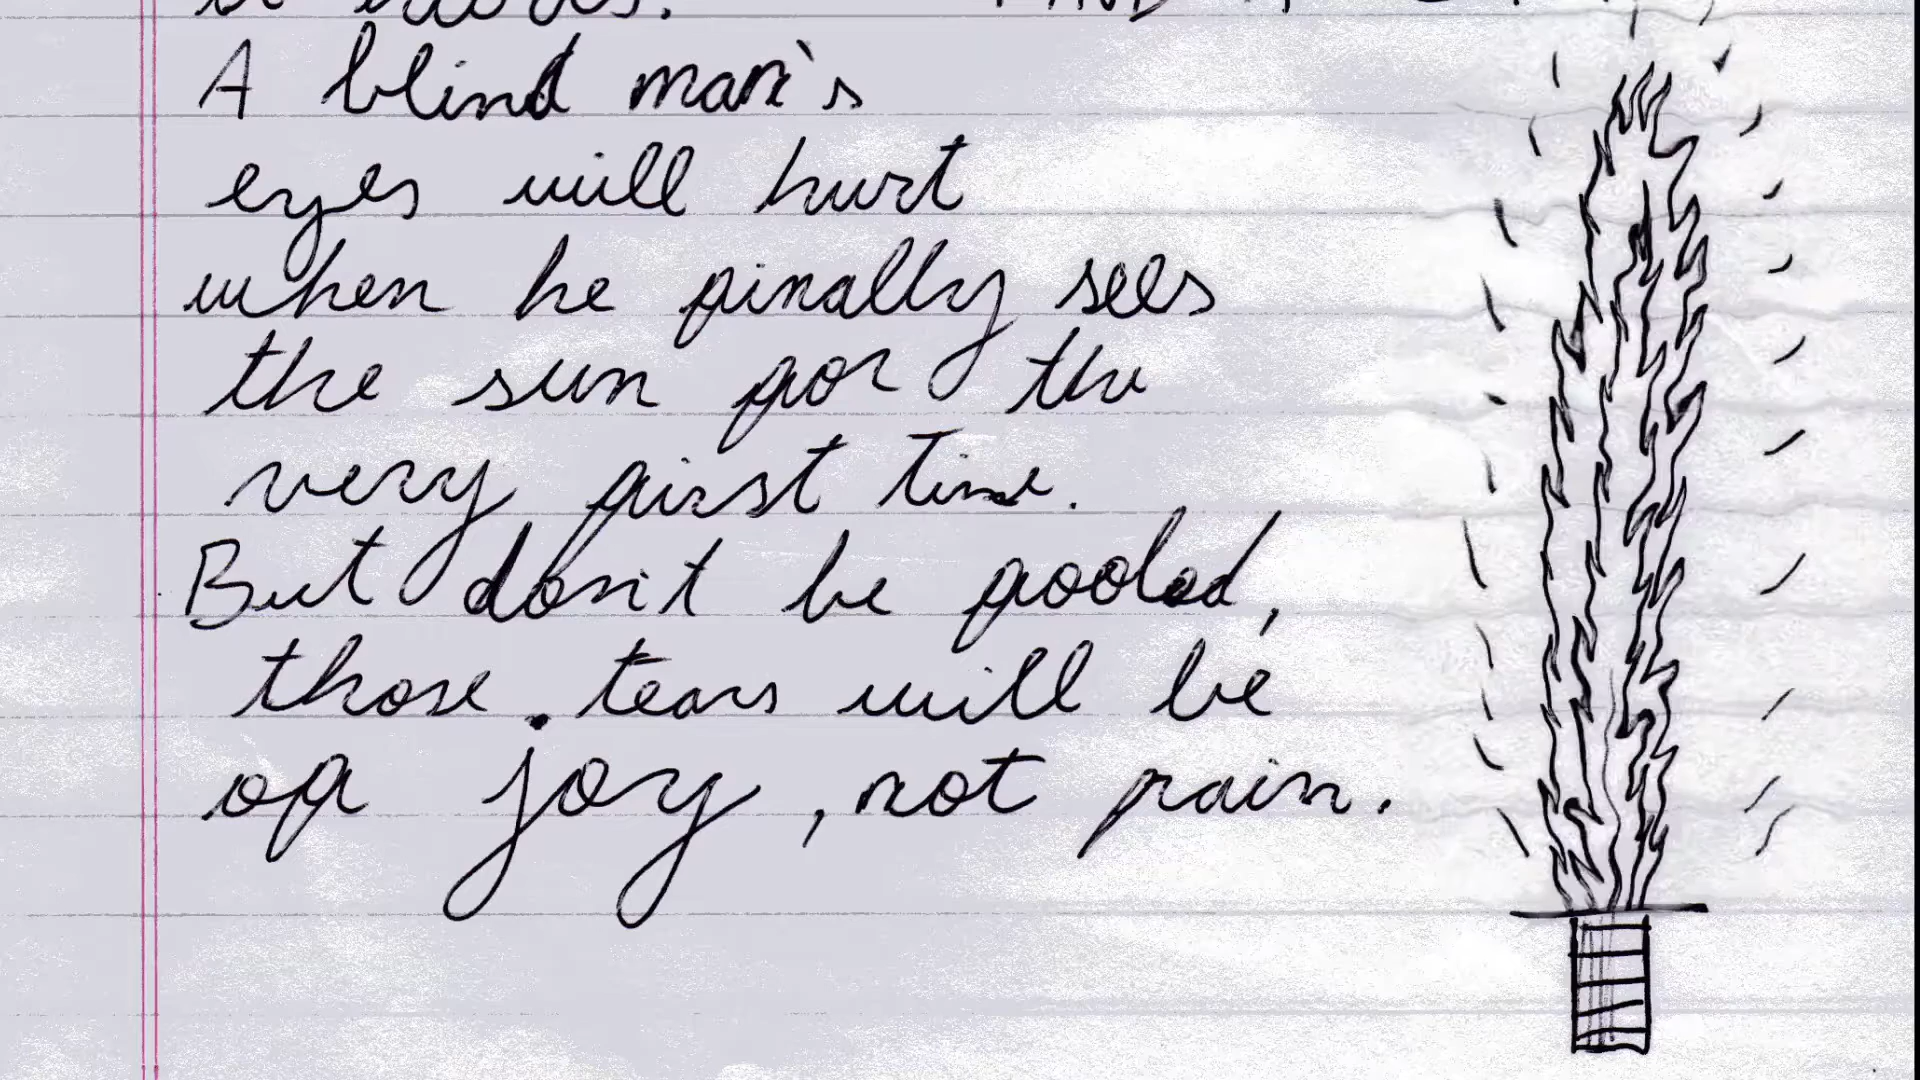 A blind man's
eyes will hurt
when he finally sees
the sun for the
very first time.
But don't be fooled,
those tears will be
of joy, not pain.